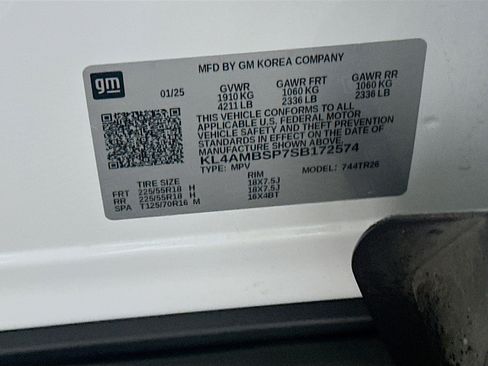 MFD BY GM KOREA COMPANY
gm
01/25
GVWR GAWR FRT GAWR RR
1910 KG 1060 KG 1060 KG
4211 LB 2336 LB 2336 LB
THIS VEHICLE CONFORMS TO ALL
APPLICABLE U.S. FEDERAL MOTOR
VEHICLE SAFETY AND THEFT PREVENTION
STANDARDS IN EFFECT ON THE DATE OF
MANUFACTURE SHOWN ABOVE.
KL4AMBSP7SB172574
TYPE: MPV MODEL: 744TR26
TIRE SIZE RIM
FRT 225/55R18 H 18X7.5J
RR 225/55R18 H 18X7.5J
SPA T125/70R16 M 16X4BT